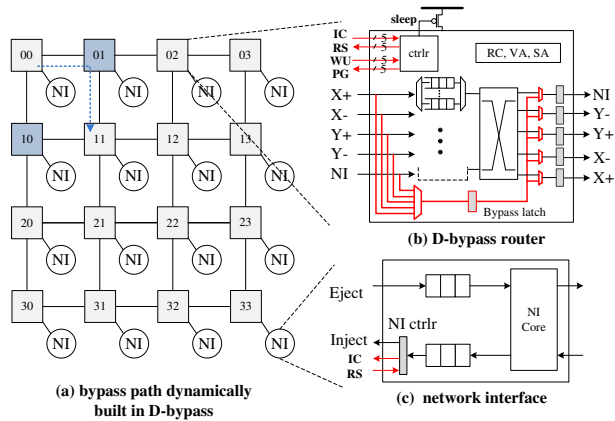 00
01
02
03
NI
NI
NI
NI
10
11
12
13
NI
NI
NI
NI
20
21
22
23
NI
NI
NI
NI
30
31
32
33
NI
NI
NI
NI
(a) bypass path dynamically
built in D-bypass
sleep
IC 5
RS 5
WU 5
PG 5
ctrlr
RC, VA, SA
X+
X-
Y+
Y-
NI
NI
Y-
Y+
X-
X+
Bypass latch
(b) D-bypass router
Eject
Inject
IC
RS
NI ctrlr
NI
Core
(c) network interface